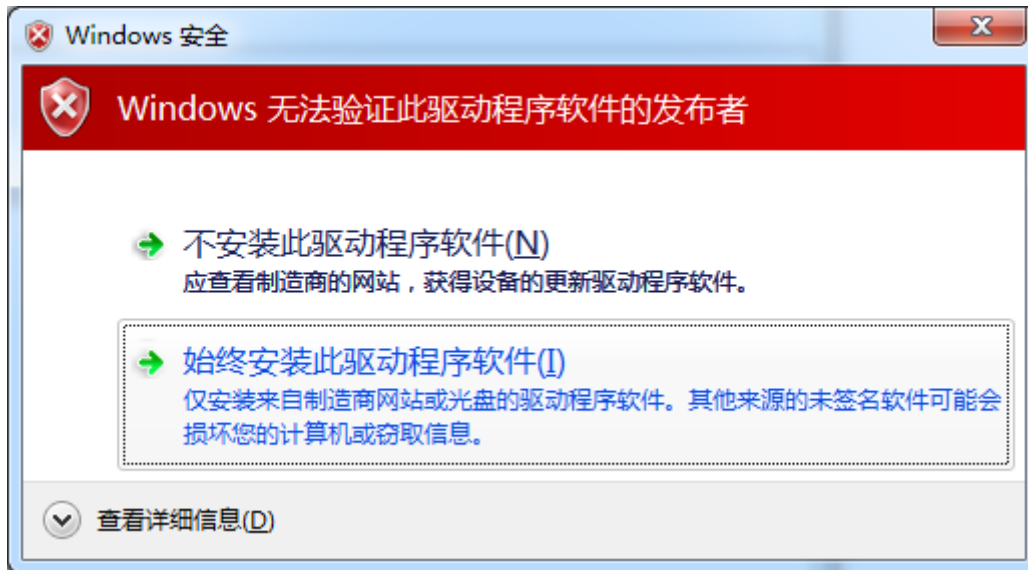 Windows 安全
Windows 无法验证此驱动程序软件的发布者
不安装此驱动程序软件(N)
应查看制造商的网站，获得设备的更新驱动程序软件。
始终安装此驱动程序软件(I)
仅安装来自制造商网站或光盘的驱动程序软件。其他来源的未签名软件可能会
损坏您的计算机或窃取信息。
查看详细信息(D)